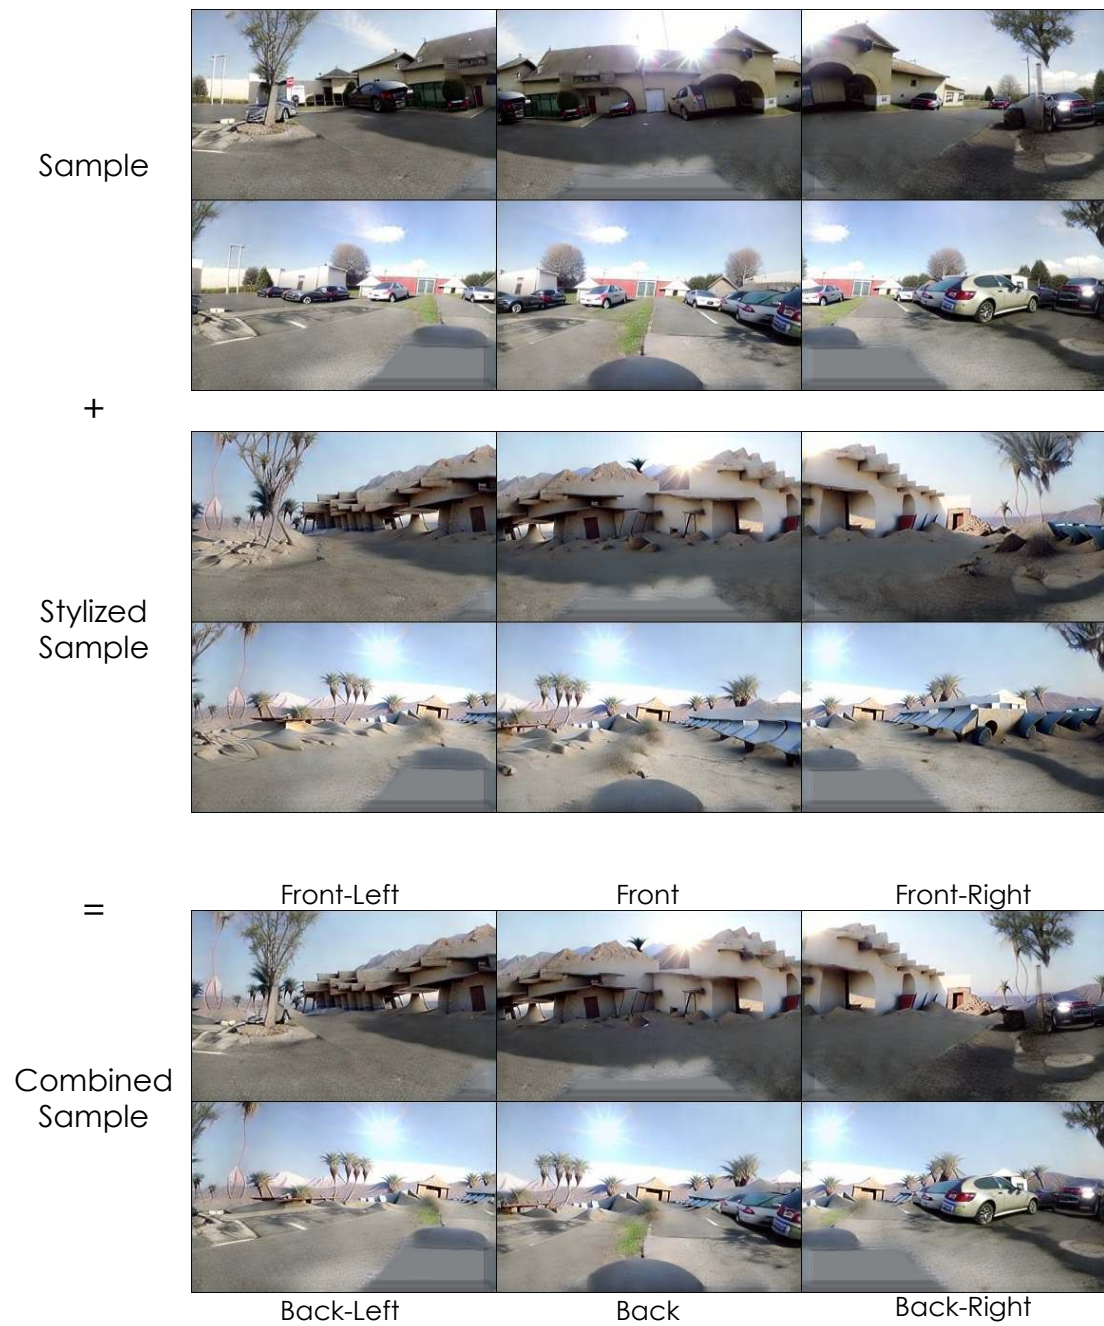 Sample
+
Stylized
Sample
=
Front-Left Front Front-Right
Combined
Sample
Back-Left Back Back-Right